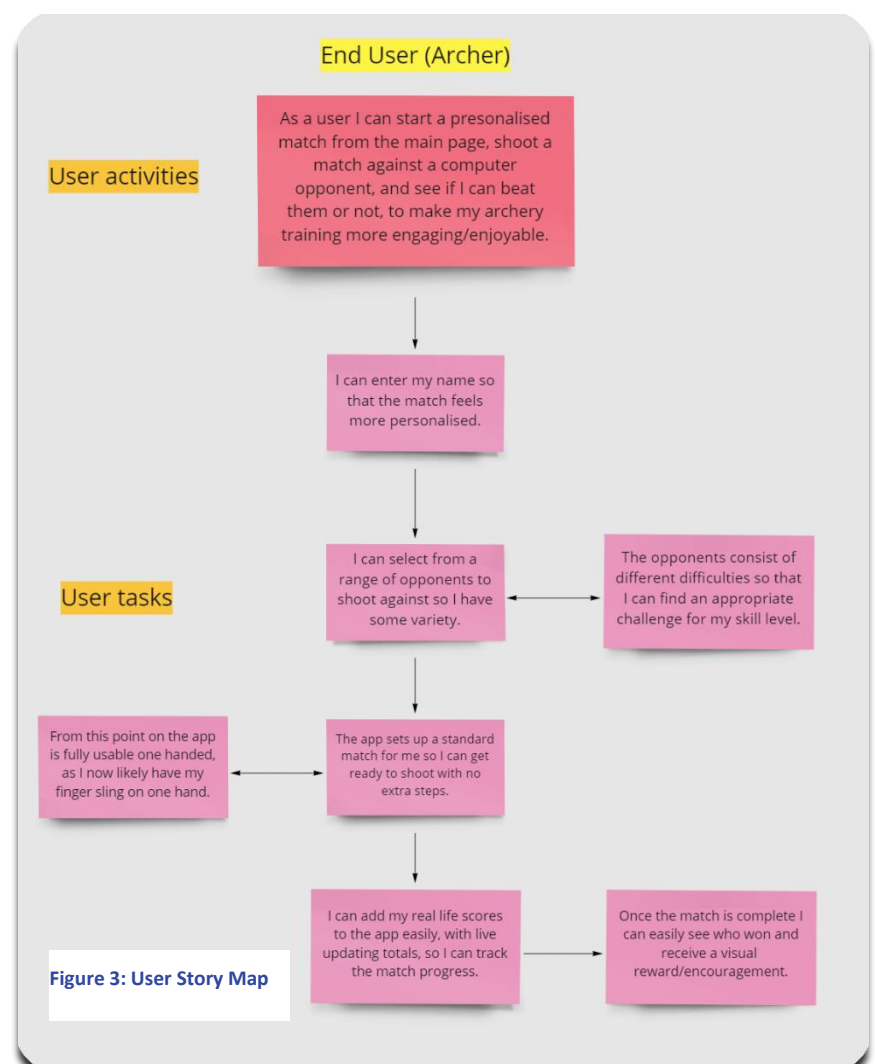 End User (Archer)
As a user I can start a presonalised
match from the main page, shoot a
match against a computer
opponent, and see if I can beat
them or not, to make my archery
training more engaging/enjoyable.
User activities
I can enter my name so
that the match feels
more personalised.
User tasks
I can select from a
range of opponents to
shoot against so I have
some variety.
The opponents consist of
different difficulties so that
I can find an appropriate
challenge for my skill level.
From this point on the app
is fully usable one handed,
as I now likely have my
finger sling on one hand.
The app sets up a standard
match for me so I can get
ready to shoot with no
extra steps.
I can add my real life scores
to the app easily, with live
updating totals, so I can track
the match progress.
Once the match is complete I
can easily see who won and
receive a visual
reward/encouragement.
Figure 3: User Story Map